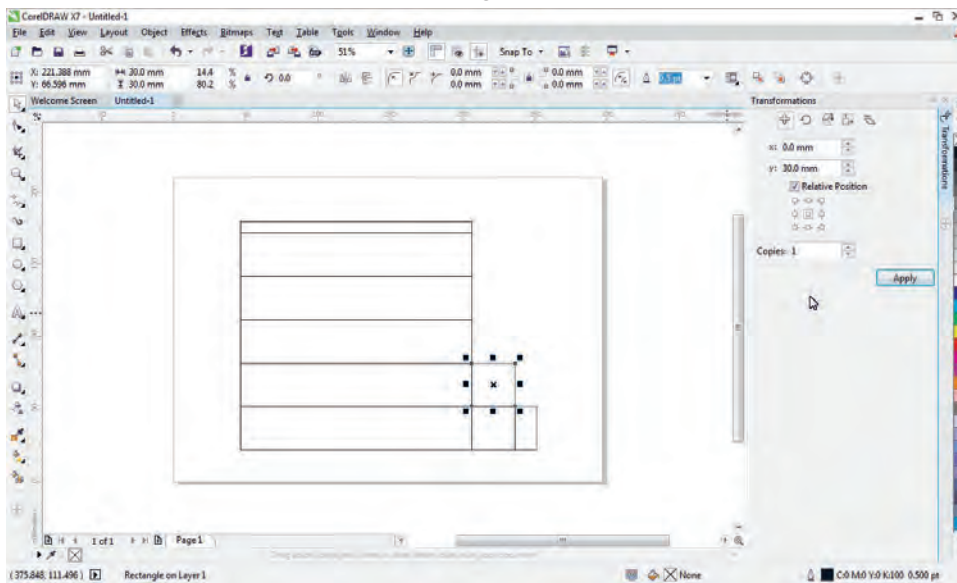 CorelDRAW X7 - Untitled-1
File Edit View Layout Object Effects Bitmaps Text Table Tools Window Help
51% Snap To
X: 221.388 mm 30.0 mm 14.4 % 0.0 ° 0.0 mm 0.0 mm
Y: 66.596 mm 30.0 mm 80.2 % 0.0 mm 0.0 mm
Welcome Screen Untitled-1 Transformations
x: 0.0 mm
y: 30.0 mm
Relative Position
Copies: 1
Apply
Transformations
1 of 1 Page 1
(375.848, 111.496) Rectangle on Layer 1 None C:0 M:0 Y:0 K:100 0.500 pt